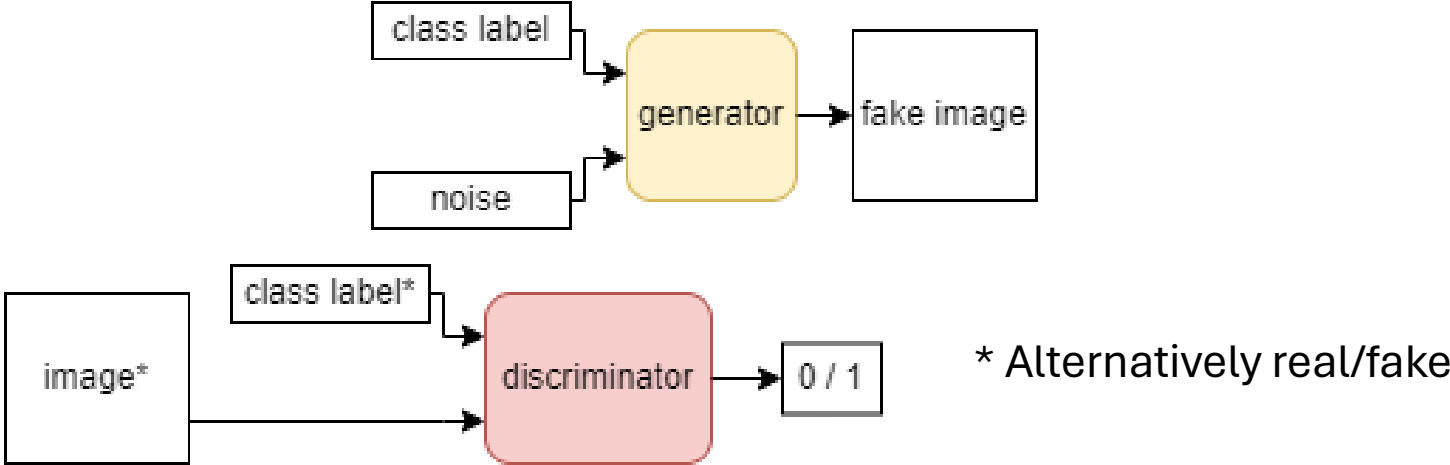 class label
generator
fake image
noise
class label*
image*
discriminator
0 / 1
* Alternatively real/fake